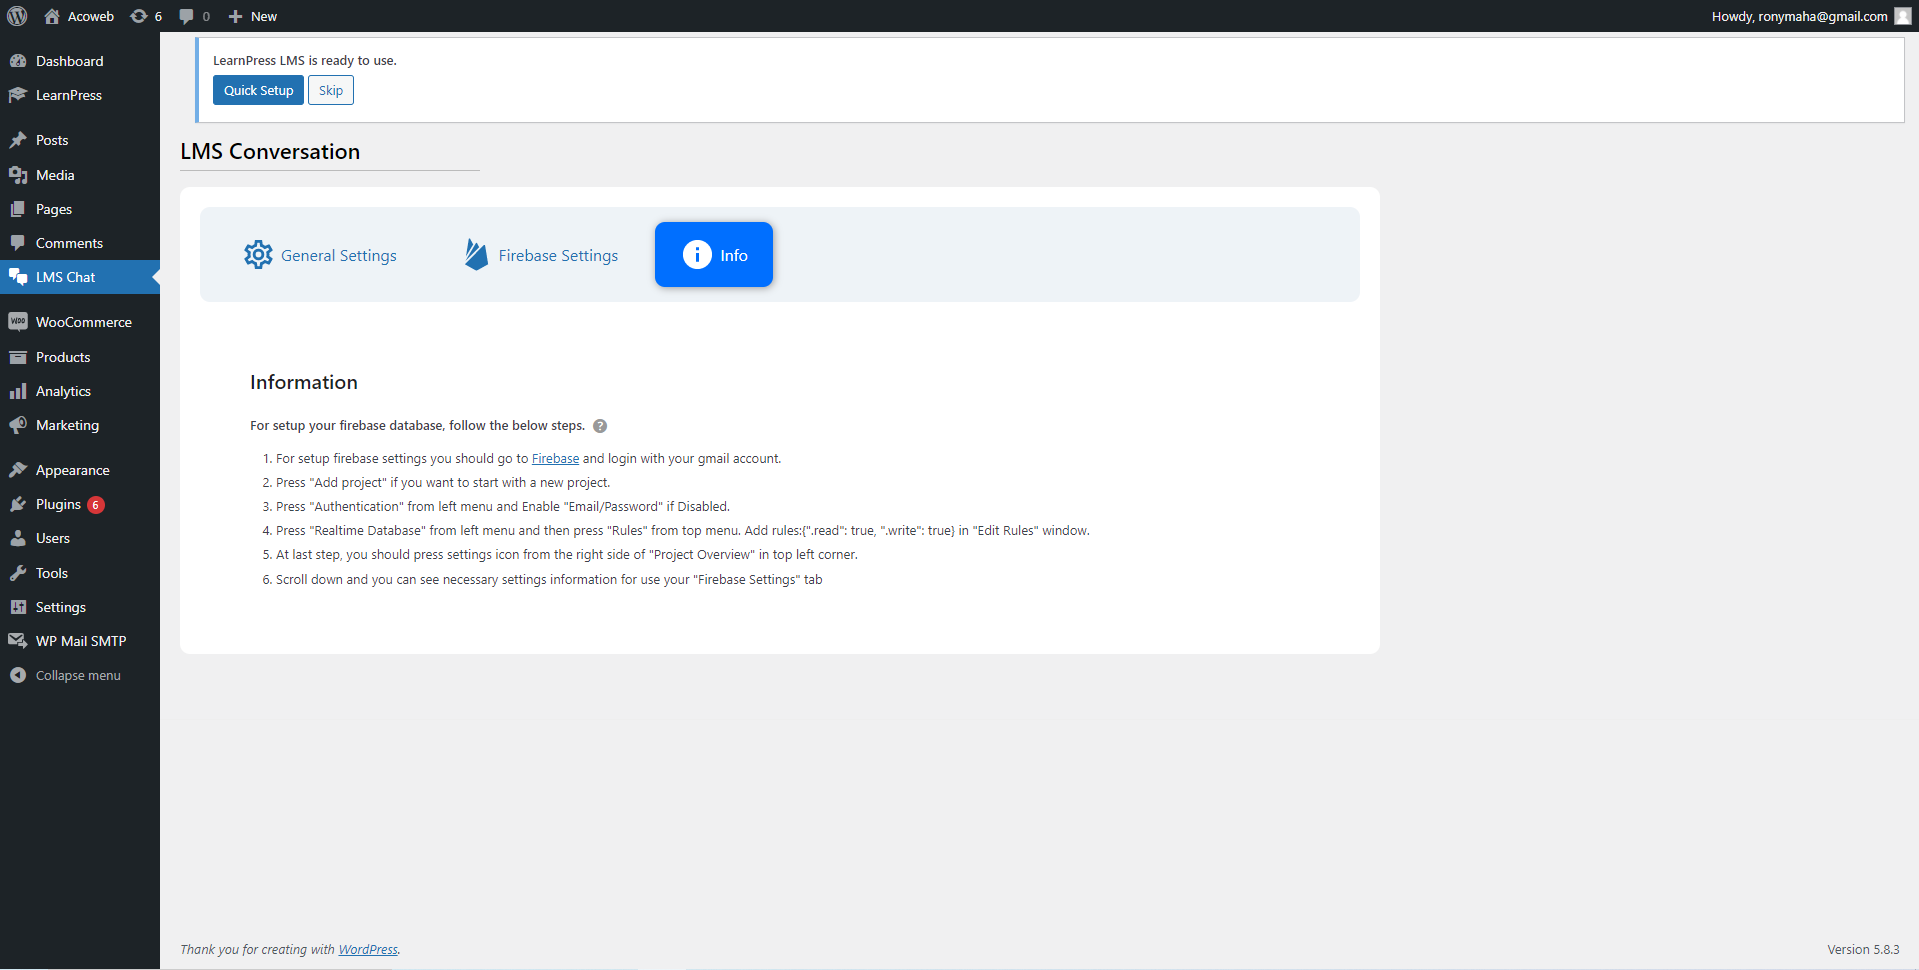 Acoweb 6 0 New Howdy, ronymaha@gmail.com
Dashboard
LearnPress
Posts
Media
Pages
Comments
LMS Chat
WooCommerce
Products
Analytics
Marketing
Appearance
Plugins 6
Users
Tools
Settings
WP Mail SMTP
Collapse menu
LearnPress LMS is ready to use.
Quick Setup Skip
LMS Conversation
General Settings Firebase Settings Info
Information
For setup your firebase database, follow the below steps. ?
1. For setup firebase settings you should go to Firebase and login with your gmail account.
2. Press "Add project" if you want to start with a new project.
3. Press "Authentication" from left menu and Enable "Email/Password" if Disabled.
4. Press "Realtime Database" from left menu and then press "Rules" from top menu. Add rules:{".read": true, ".write": true} in "Edit Rules" window.
5. At last step, you should press settings icon from the right side of "Project Overview" in top left corner.
6. Scroll down and you can see necessary settings information for use your "Firebase Settings" tab
Thank you for creating with WordPress. Version 5.8.3